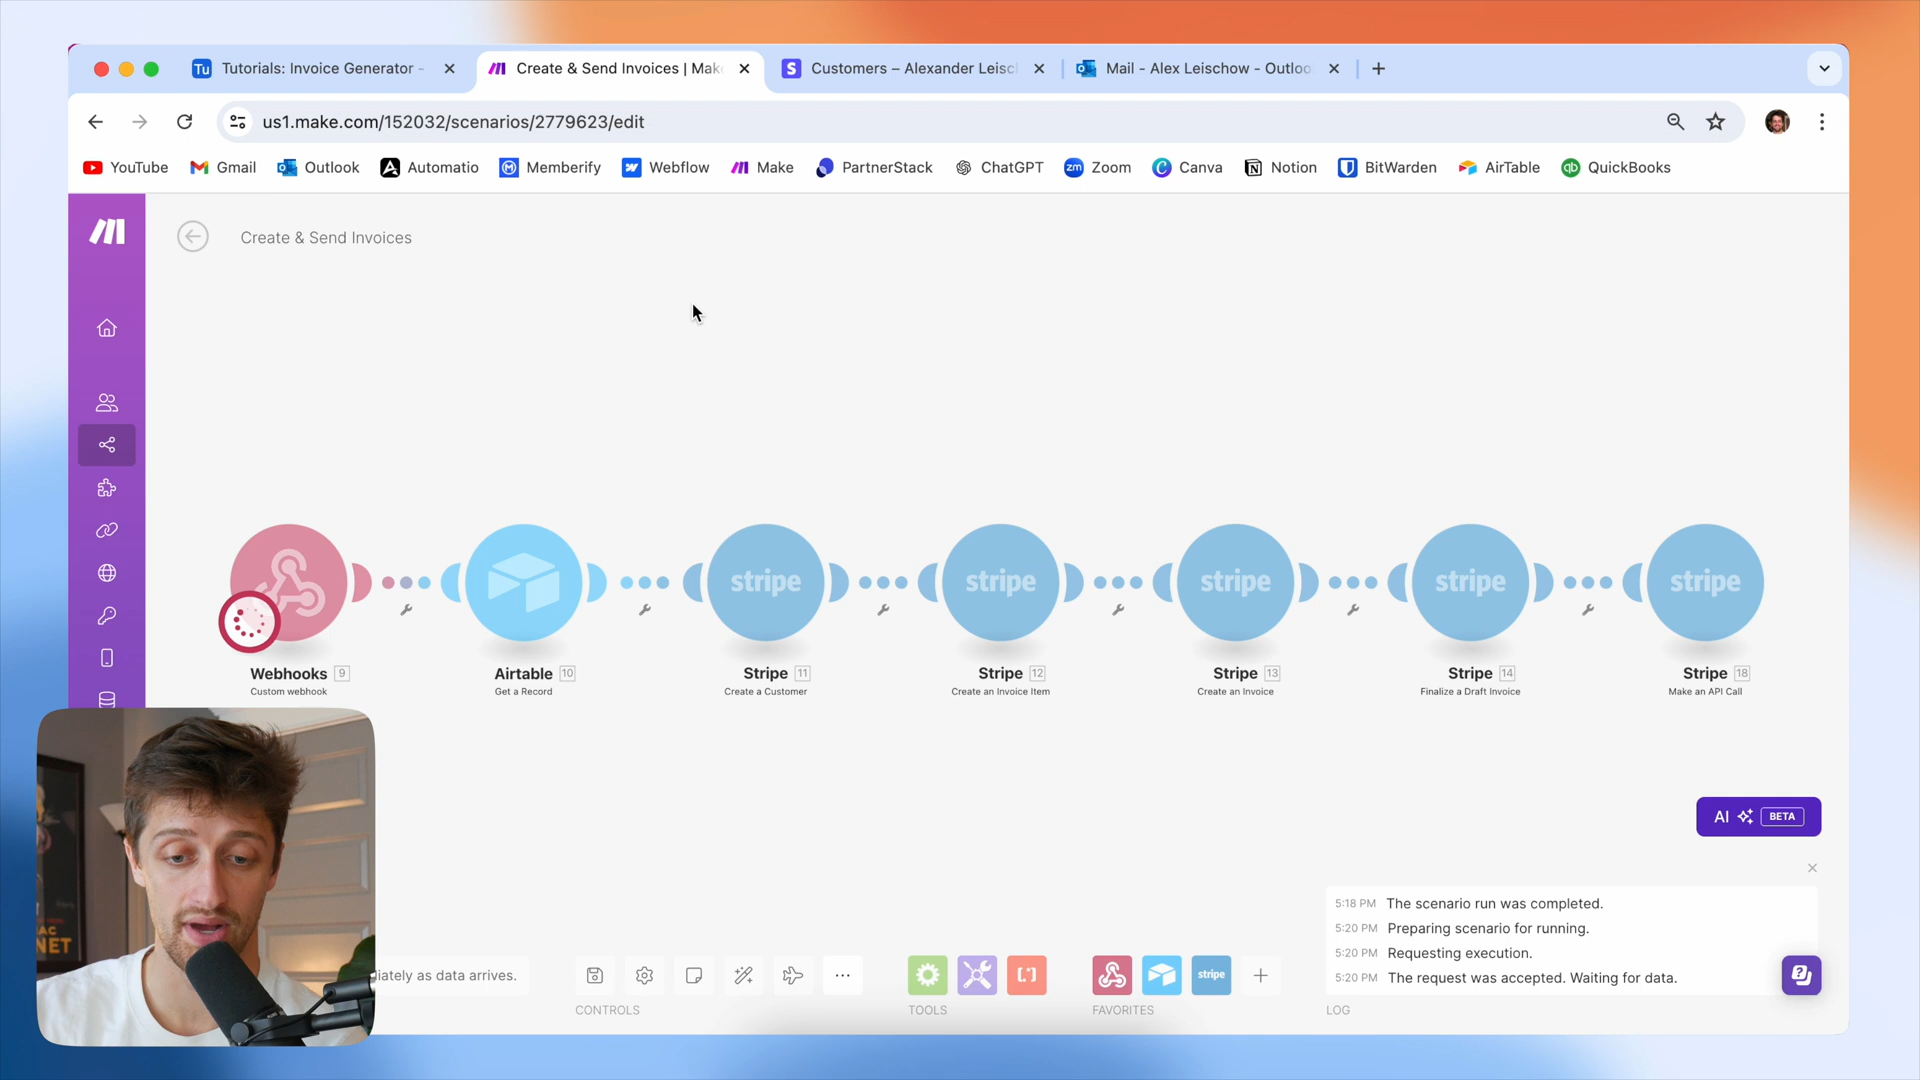 Tu Tutorials: Invoice Generator -
Create & Send Invoices | Mak
S Customers – Alexander Leisc
Mail - Alex Leischow - Outloo
us1.make.com/152032/scenarios/2779623/edit
YouTube Gmail Outlook Automatio Memberify Webflow Make PartnerStack ChatGPT zm Zoom Canva Notion BitWarden AirTable qb QuickBooks
Create & Send Invoices
stripe stripe stripe stripe stripe
Webhooks 9
Custom webhook
Airtable 10
Get a Record
Stripe 11
Create a Customer
Stripe 12
Create an Invoice Item
Stripe 13
Create an Invoice
Stripe 14
Finalize a Draft Invoice
Stripe 18
Make an API Call
AI BETA
5:18 PM The scenario run was completed.
5:20 PM Preparing scenario for running.
5:20 PM Requesting execution.
5:20 PM The request was accepted. Waiting for data.
diately as data arrives.
stripe
CONTROLS
TOOLS
FAVORITES
LOG
NET